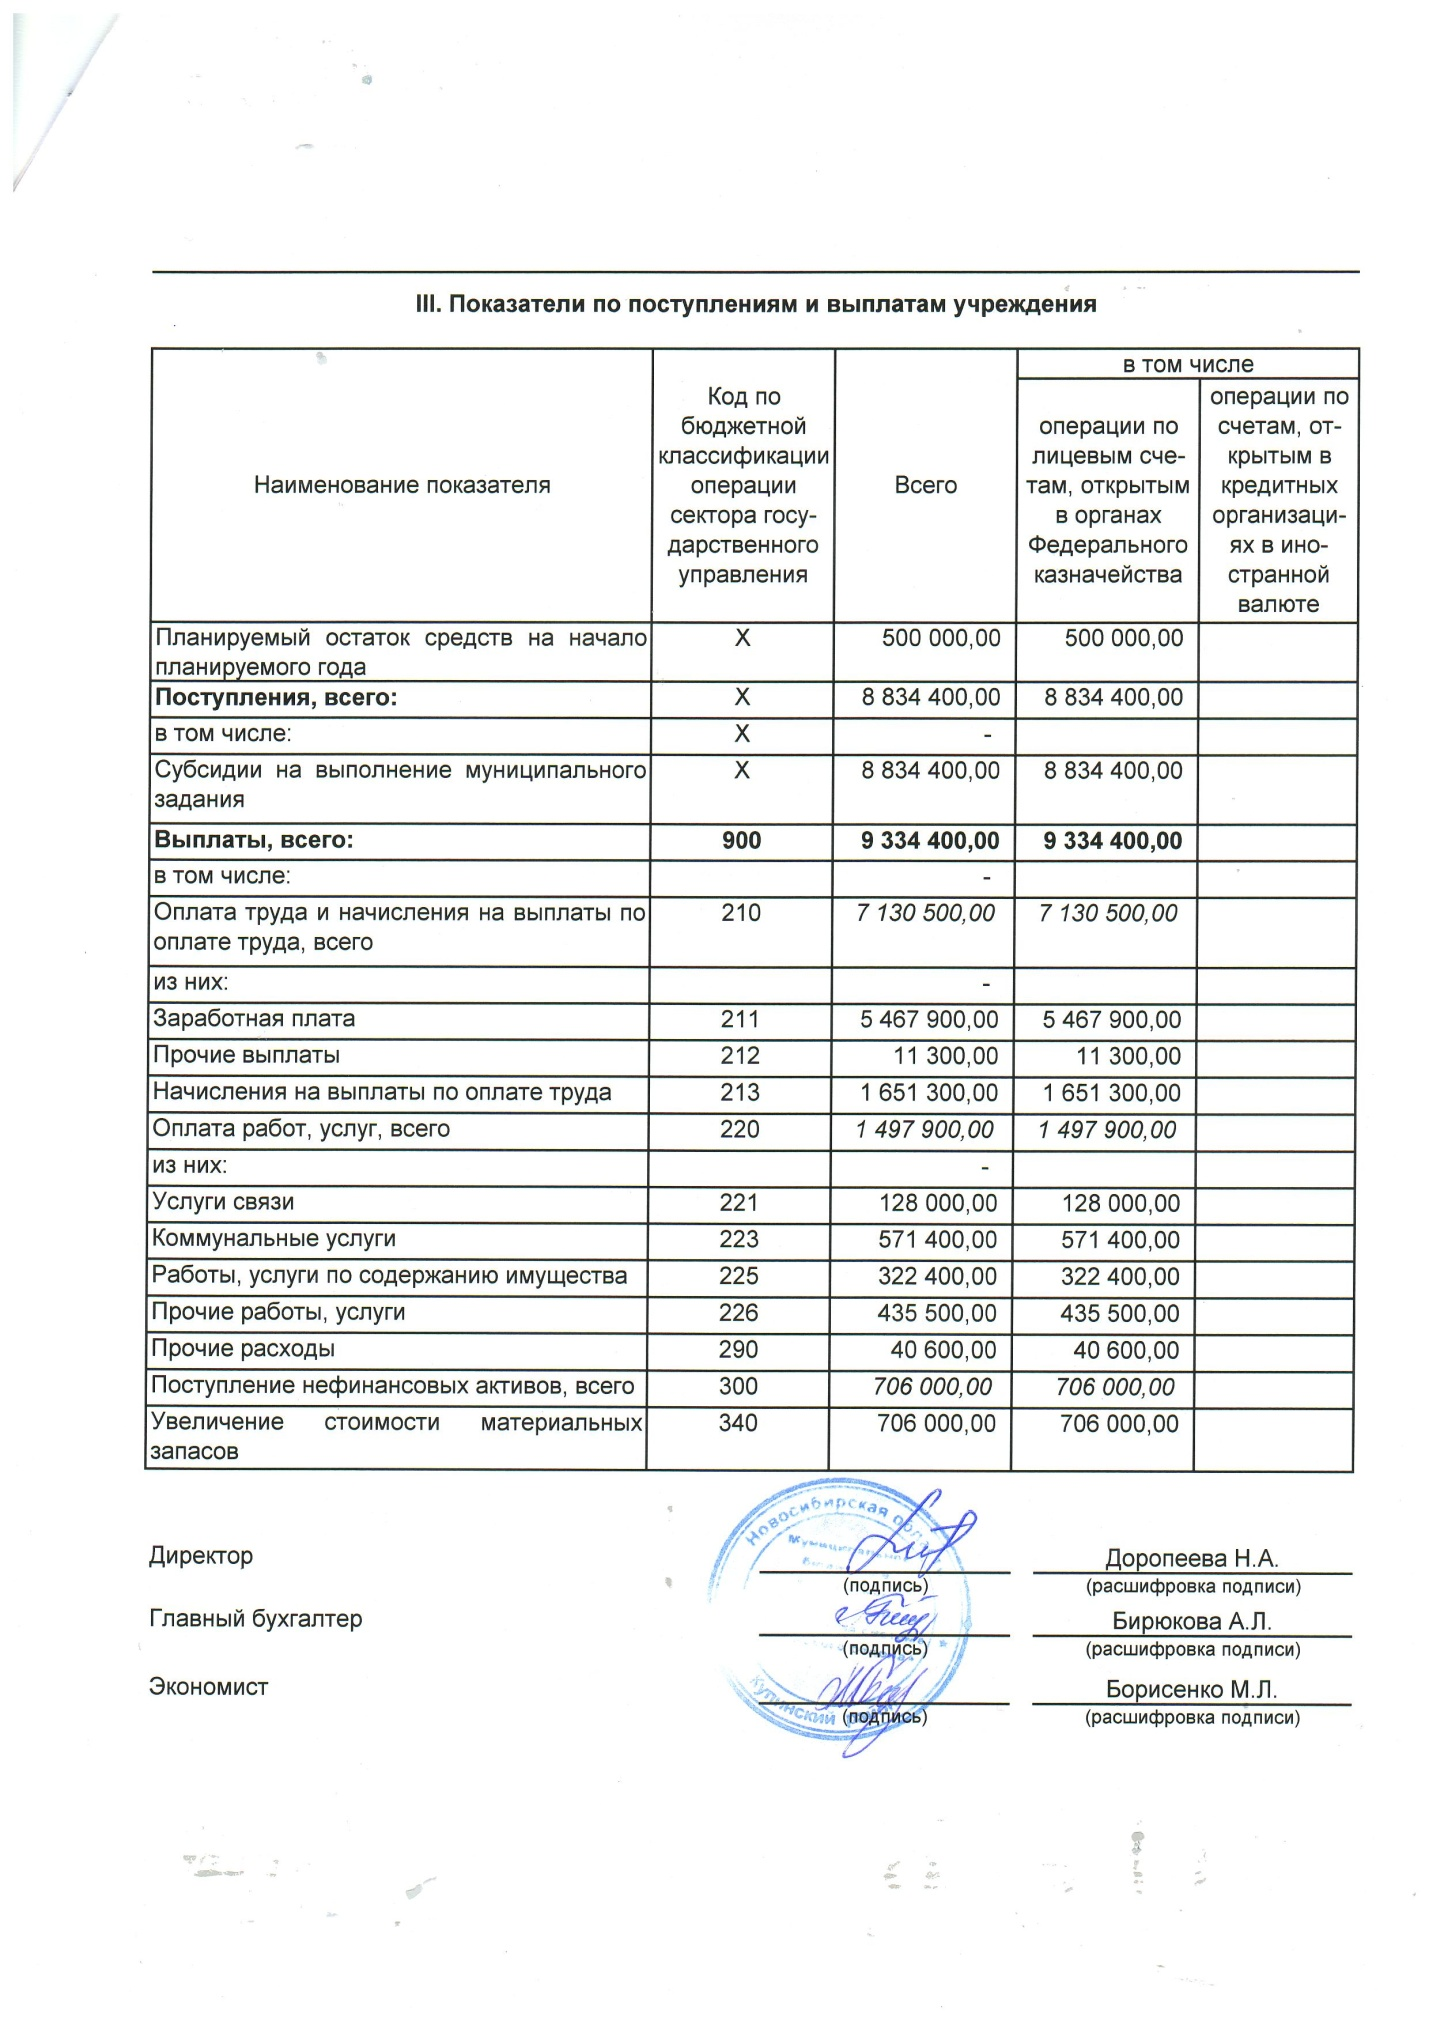 III. Показатели по поступлениям и выплатам учреждения
Наименование показателя
Код по
бюджетной
классификации
операции
сектора госу-
дарственного
управления
Всего
в том числе
операции по
лицевым сче-
там, открытым
в органах
Федерального
казначейства
операции по
счетам, от-
крытым в
кредитных
организаци-
ях в ино-
странной
валюте
Планируемый остаток средств на начало X 500 000,00 500 000,00
планируемого года
Поступления, всего: X 8 834 400,00 8 834 400,00
в том числе: X -
Субсидии на выполнение муниципального X 8 834 400,00 8 834 400,00
задания
Выплаты, всего: 900 9 334 400,00 9 334 400,00
в том числе: -
Оплата труда и начисления на выплаты по 210 7 130 500,00 7 130 500,00
оплате труда, всего
из них: -
Заработная плата 211 5 467 900,00 5 467 900,00
Прочие выплаты 212 11 300,00 11 300,00
Начисления на выплаты по оплате труда 213 1 651 300,00 1 651 300,00
Оплата работ, услуг, всего 220 1 497 900,00 1 497 900,00
из них: -
Услуги связи 221 128 000,00 128 000,00
Коммунальные услуги 223 571 400,00 571 400,00
Работы, услуги по содержанию имущества 225 322 400,00 322 400,00
Прочие работы, услуги 226 435 500,00 435 500,00
Прочие расходы 290 40 600,00 40 600,00
Поступление нефинансовых активов, всего 300 706 000,00 706 000,00
Увеличение стоимости материальных 340 706 000,00 706 000,00
запасов
Новосибирская
Директор Доропеева Н.А.
(подпись) (расшифровка подписи)
Главный бухгалтер Бирюкова А.Л.
(подпись) (расшифровка подписи)
Экономист Борисенко М.Л.
(подпись) (расшифровка подписи)
Купинский